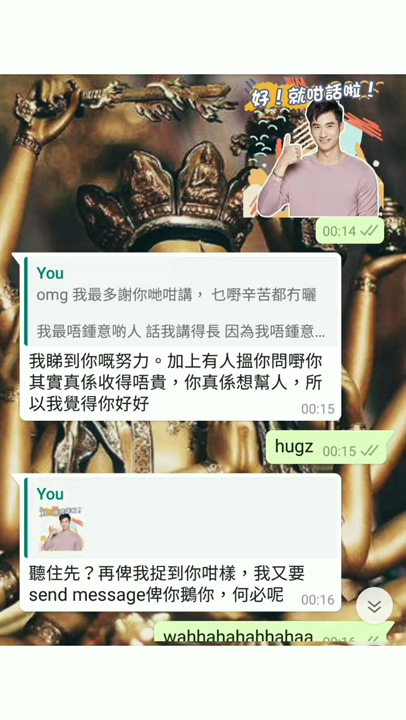 好！就咁話啦！
00:14
You
omg 我最多謝你哋咁講， 乜嘢辛苦都冇曬
我最唔鍾意啲人 話我講得長 因為我唔鍾意…
我睇到你嘅努力。加上有人搵你問嘢你
其實真係收得唔貴，你真係想幫人，所
以我覺得你好好
00:15
hugz 00:15
You
聽住先？再俾我捉到你咁樣，我又要
send message俾你鵝你，何必呢
00:16
wahhahahahhahaa 00:16